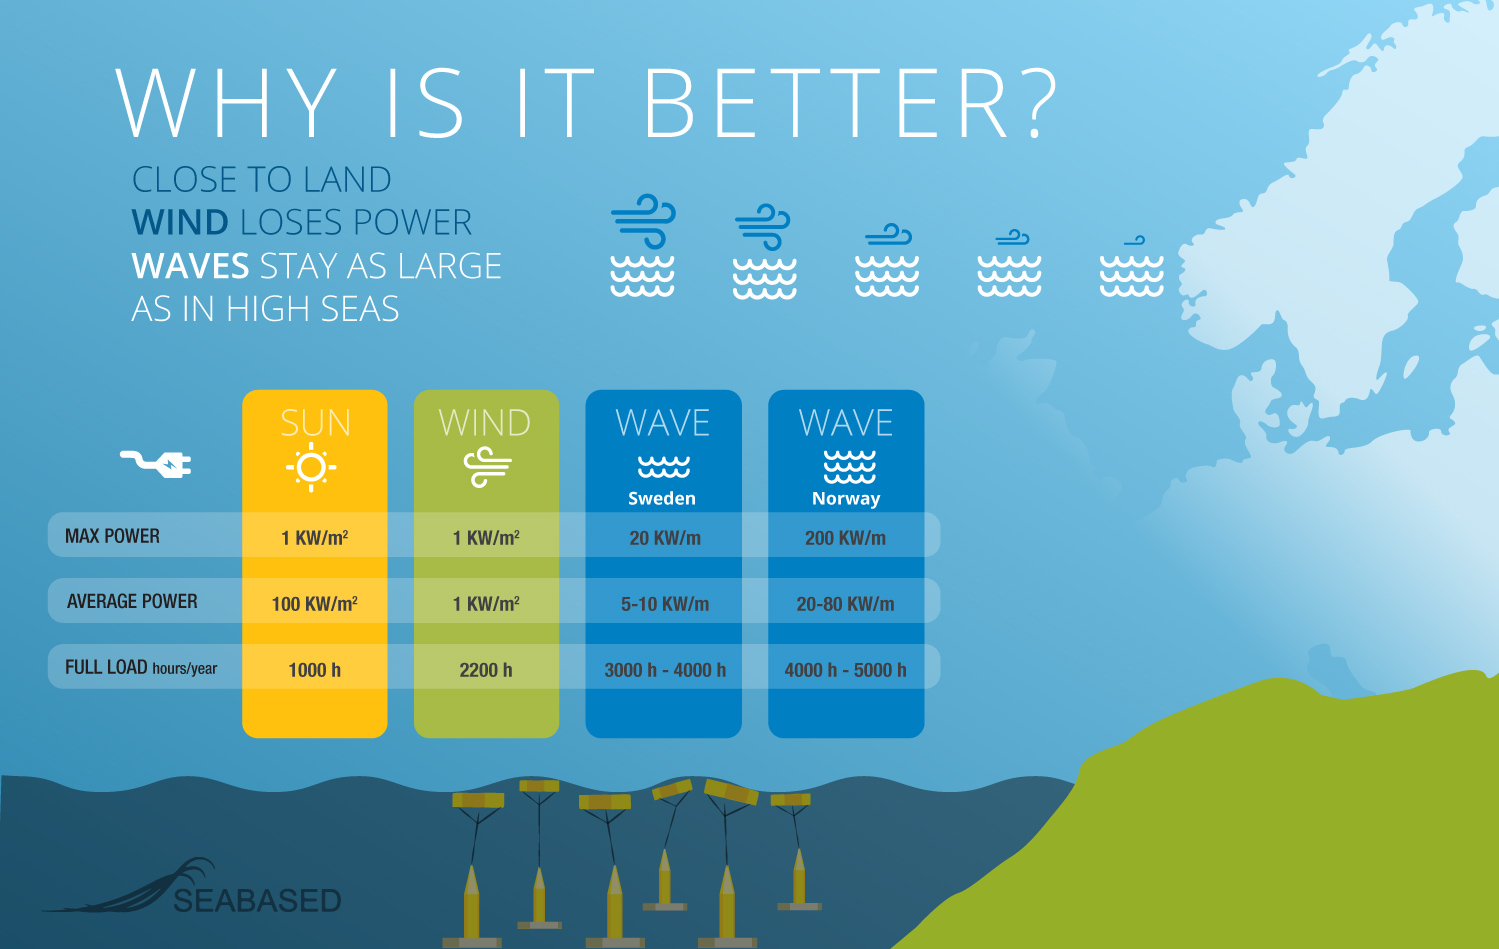 WHY IS IT BETTER?
CLOSE TO LAND
WIND LOSES POWER
WAVES STAY AS LARGE
AS IN HIGH SEAS
SUN WIND WAVE WAVE
Sweden Norway
MAX POWER 1 KW/m² 1 KW/m² 20 KW/m 200 KW/m
AVERAGE POWER 100 KW/m² 1 KW/m² 5-10 KW/m 20-80 KW/m
FULL LOAD hours/year 1000 h 2200 h 3000 h - 4000 h 4000 h - 5000 h
SEABASED